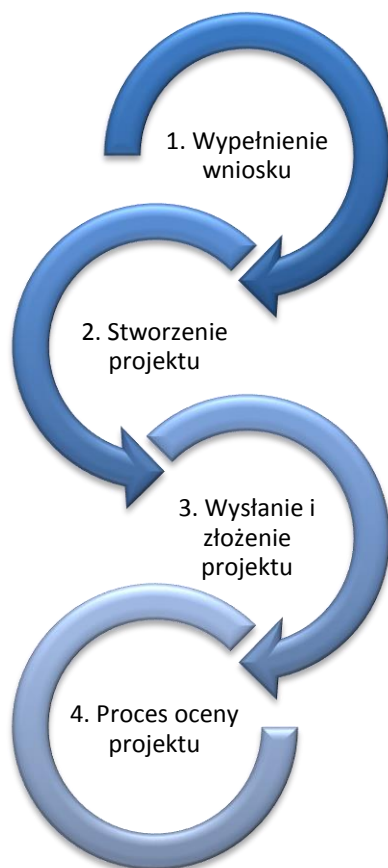 1. Wypełnienie
wniosku
2. Stworzenie
projektu
3. Wysłanie i
złożenie
projektu
4. Proces oceny
projektu